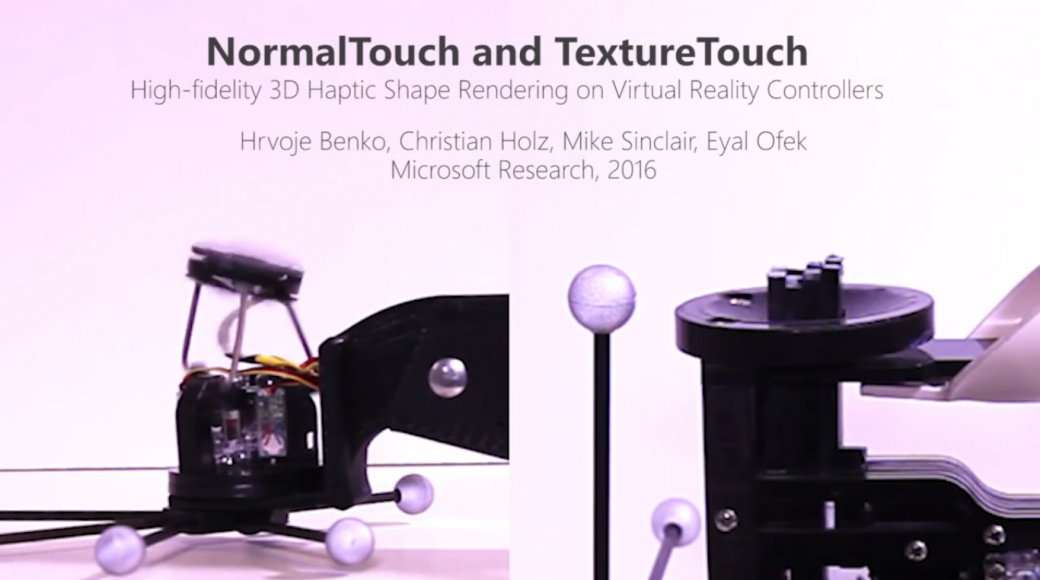 NormalTouch and TextureTouch
High-fidelity 3D Haptic Shape Rendering on Virtual Reality Controllers
Hrvoje Benko, Christian Holz, Mike Sinclair, Eyal Ofek
Microsoft Research, 2016